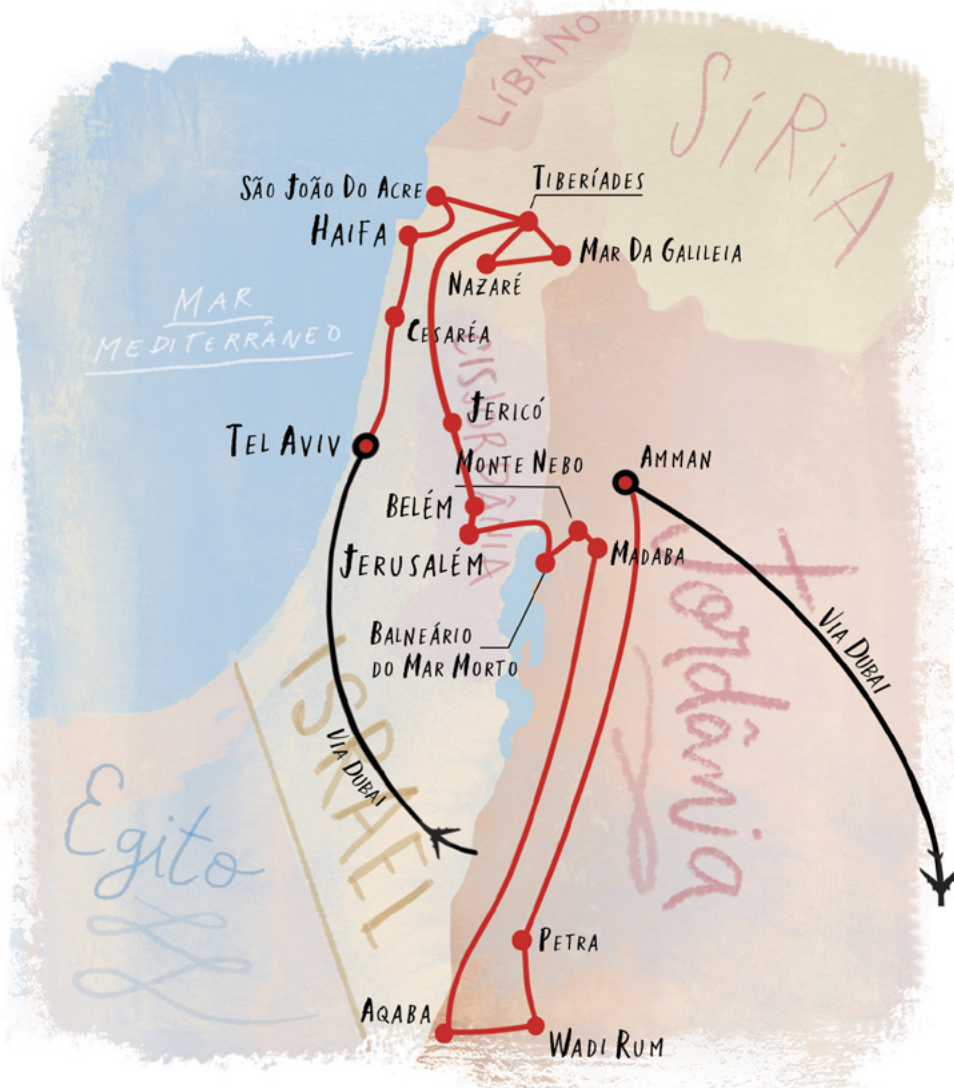 LÍBANO
SÍRIA
SÃO JOÃO DO ACRE
TIBERÍADES
HAIFA
MAR DA GALILEIA
NAZARÉ
MAR
MEDITERRÂNEO
CESARÉA
CISJORDÂNIA
JERICÓ
TEL AVIV
MONTE NEBO
AMMAN
BELÉM
JERUSALÉM
MADABA
BALNEÁRIO
DO MAR MORTO
VIA DUBAI
Jordânia
ISRAEL
VIA DUBAI
Egito
PETRA
AQABA
WADI RUM